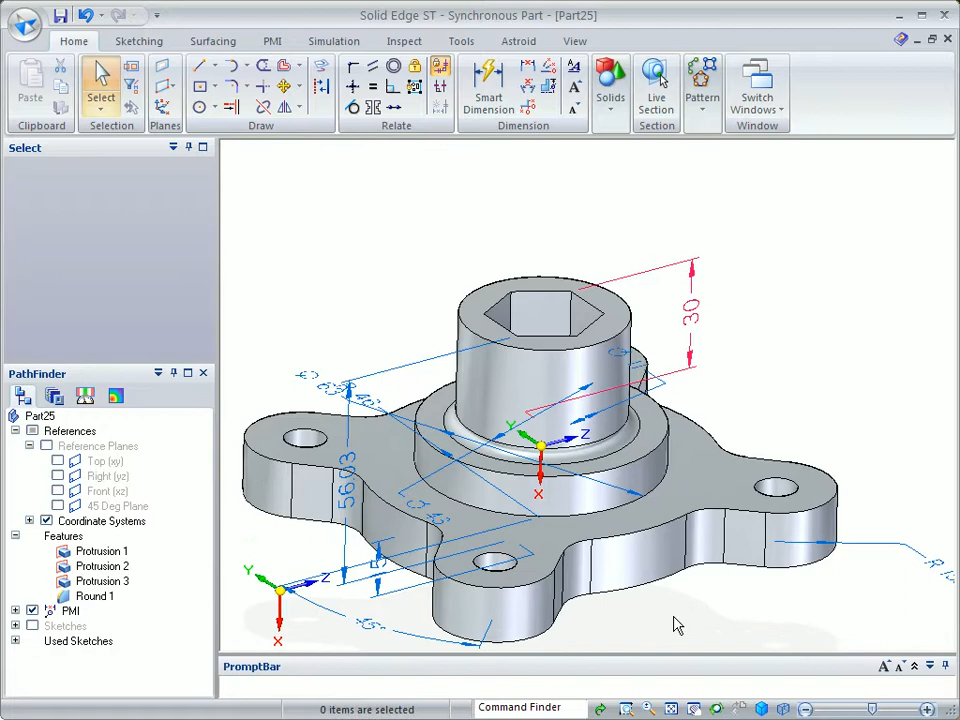 Solid Edge ST - Synchronous Part - [Part25]
Home Sketching Surfacing PMI Simulation Inspect Tools Astroid View
Paste
Select
Smart Dimension
Solids
Live Section
Pattern
Switch Windows
Clipboard Selection Planes Draw Relate Dimension Section Window
Select
PathFinder
Part25
References
Reference Planes
Top (xy)
Right (yz)
Front (xz)
45 Deg Plane
Coordinate Systems
Features
Protrusion 1
Protrusion 2
Protrusion 3
Round 1
PMI
Sketches
Used Sketches
30
56.03
45°
Y Z X
Y Z X
PromptBar
0 items are selected
Command Finder